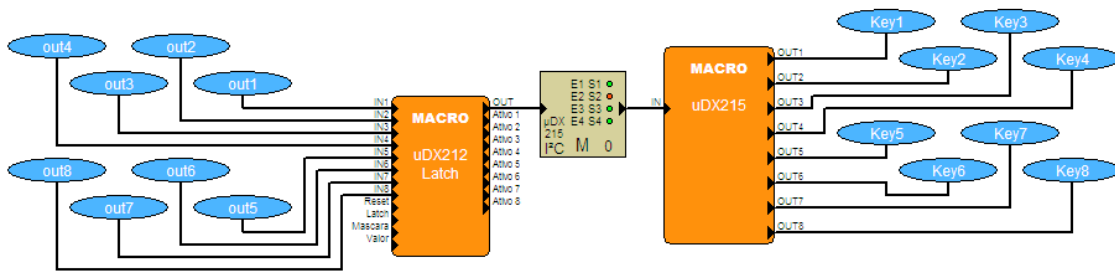 out4
out2
out3
out1
IN1
IN2
IN3
IN4
IN5
IN6
IN7
IN8
Reset
Latch
Mascara
Valor
MACRO
uDX212
Latch
OUT
Ativo 1
Ativo 2
Ativo 3
Ativo 4
Ativo 5
Ativo 6
Ativo 7
Ativo 8
out8
out6
out7
out5
E1 S1
E2 S2
E3 S3
E4 S4
µDX
215
I²C M 0
IN
MACRO
uDX215
OUT1
OUT2
OUT3
OUT4
OUT5
OUT6
OUT7
OUT8
Key1
Key3
Key2
Key4
Key5
Key7
Key6
Key8